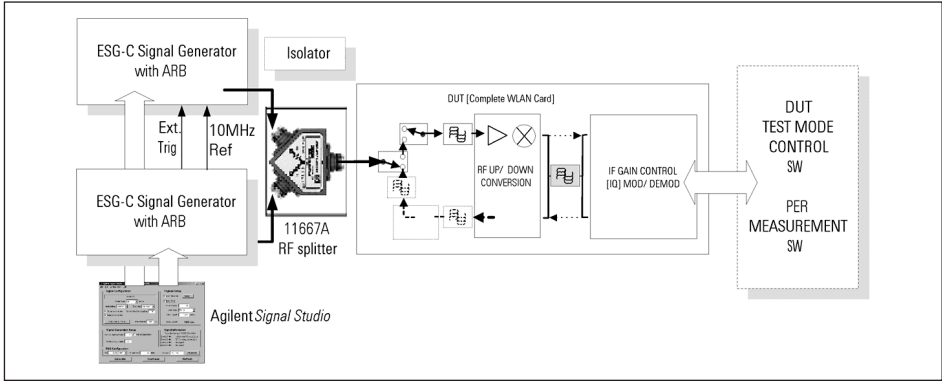 ESG-C Signal Generator
with ARB
Isolator
Ext.
Trig
10MHz
Ref
ESG-C Signal Generator
with ARB
11667A
RF splitter
Agilent Signal Studio
DUT [Complete WLAN Card]
RF UP/ DOWN
CONVERSION
IF GAIN CONTROL
[IQ] MOD/ DEMOD
DUT
TEST MODE
CONTROL
SW
PER
MEASUREMENT
SW